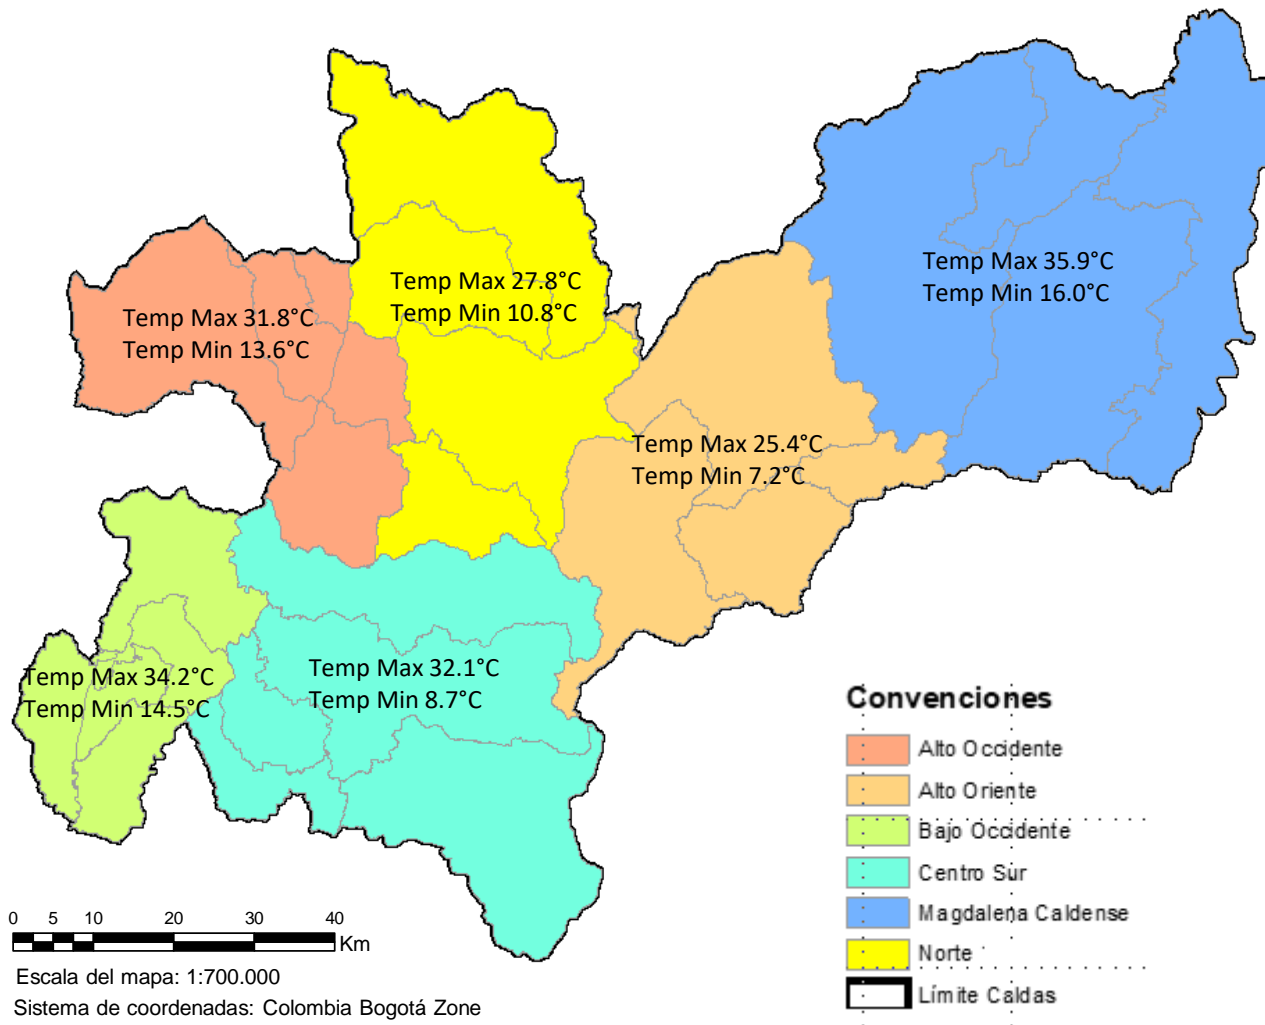 Temp Max 35.9°C
Temp Min 16.0°C
Temp Max 27.8°C
Temp Min 10.8°C
Temp Max 31.8°C
Temp Min 13.6°C
Temp Max 25.4°C
Temp Min 7.2°C
Temp Max 34.2°C
Temp Min 14.5°C
Temp Max 32.1°C
Temp Min 8.7°C
Convenciones
Alto Occidente
Alto Oriente
Bajo Occidente
Centro Sur
Magdalena Caldense
Norte
Límite Caldas
0 5 10 20 30 40
Km
Escala del mapa: 1:700.000
Sistema de coordenadas: Colombia Bogotá Zone